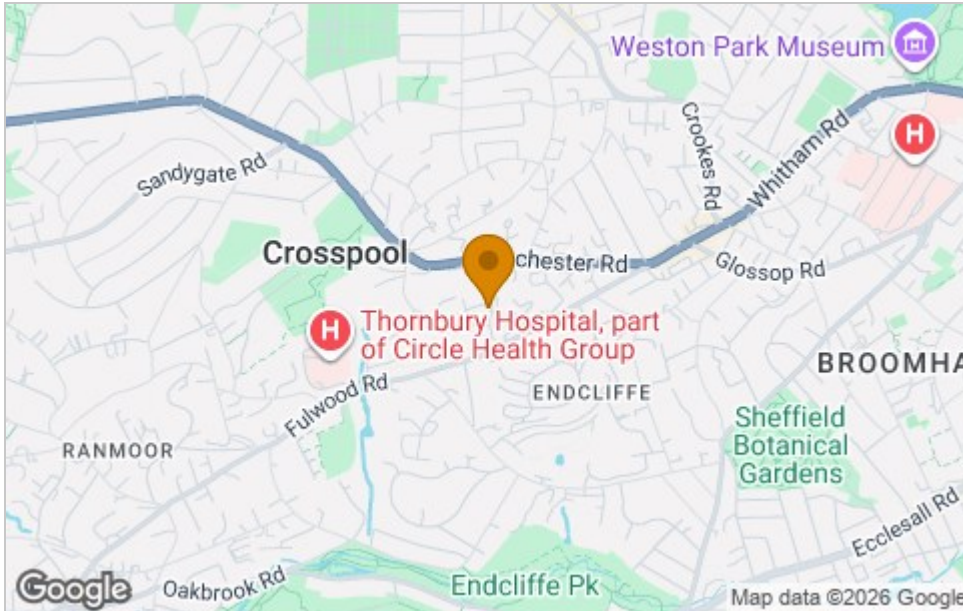 Weston Park Museum
H
Crookes Rd
Whitham Rd
Sandygate Rd
Crosspool
chester Rd
Glossop Rd
H
Thornbury Hospital, part
of Circle Health Group
BROOMHA
Fulwood Rd
ENDCLIFFE
Sheffield
Botanical
Gardens
RANMOOR
Ecclesall Rd
Oakbrook Rd
Endcliffe Pk
Google
Map data ©2026 Google